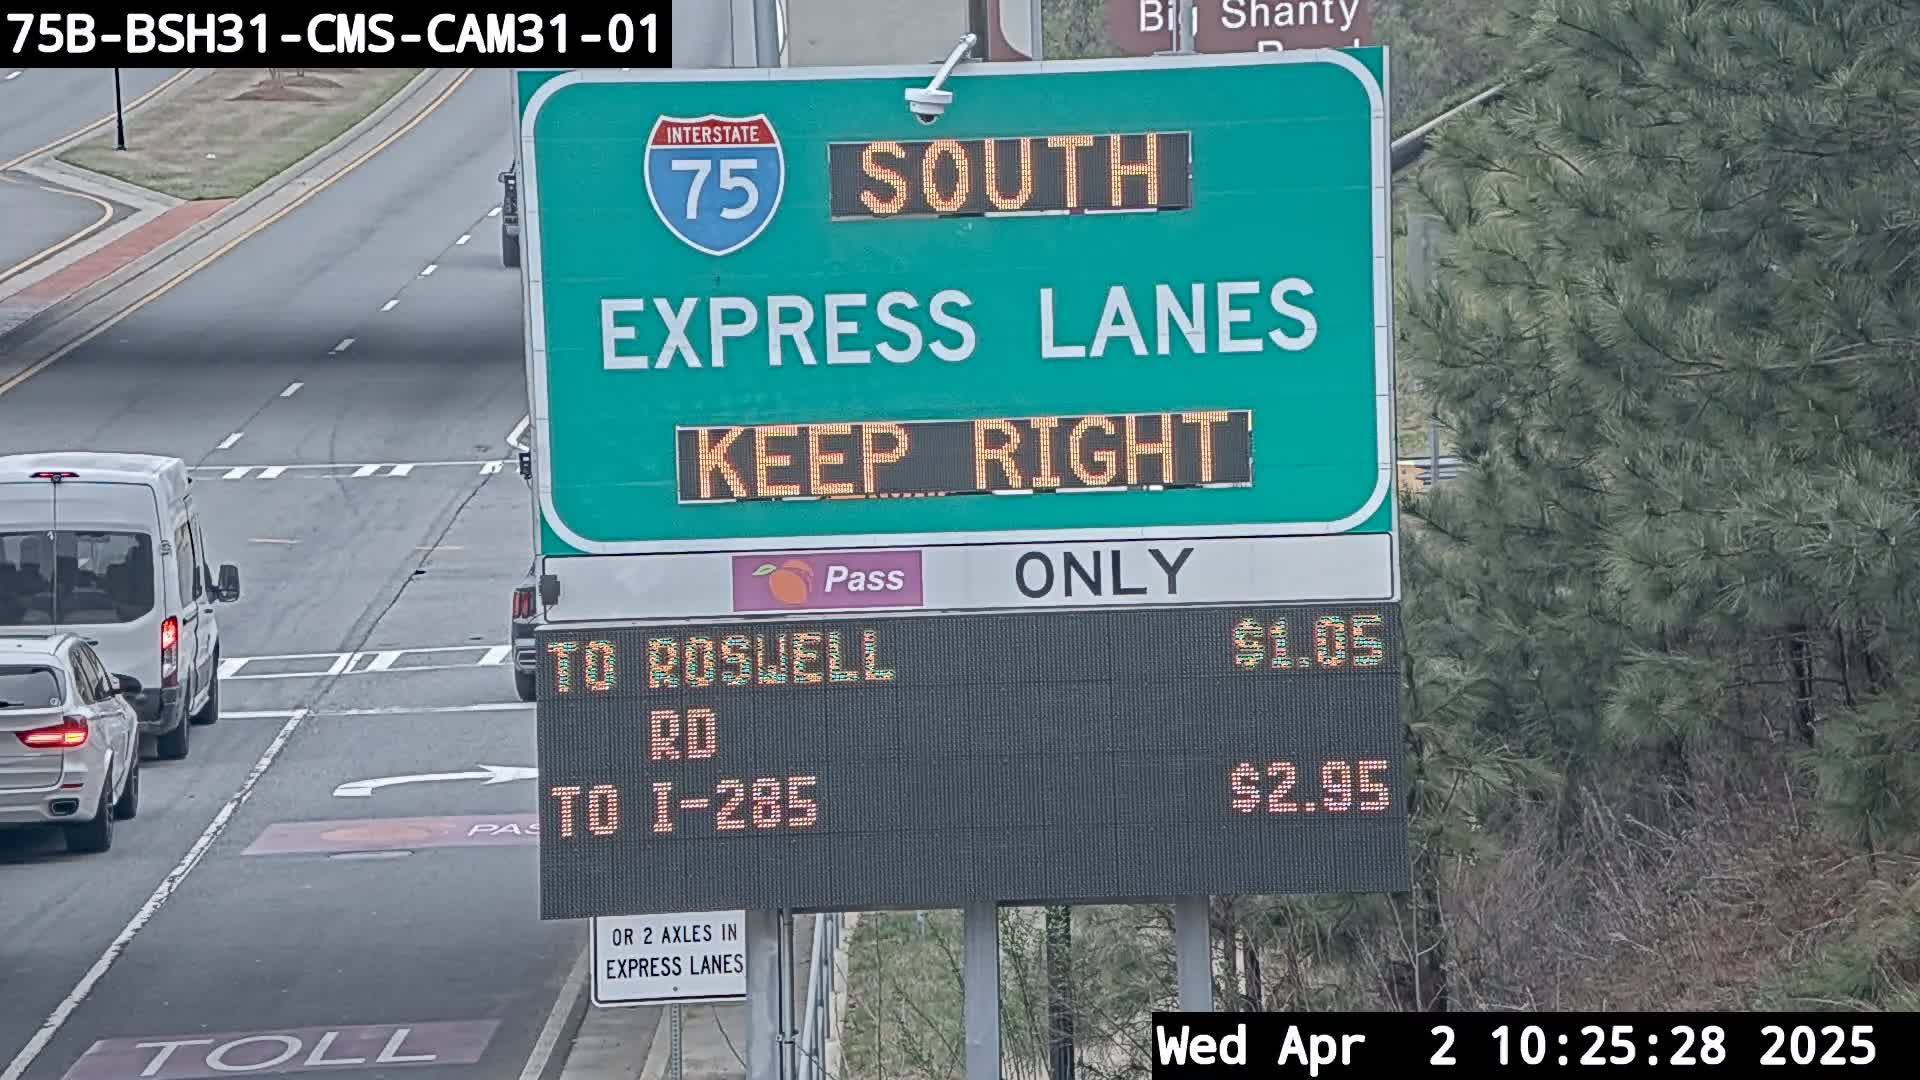 75B-BSH31-CMS-CAM31-01
Big Shanty
Road
INTERSTATE
75
SOUTH
EXPRESS LANES
KEEP RIGHT
Pass ONLY
TO ROSWELL $1.05
RD
TO I-285 $2.95
OR 2 AXLES IN
EXPRESS LANES
TOLL
Wed Apr 2 10:25:28 2025